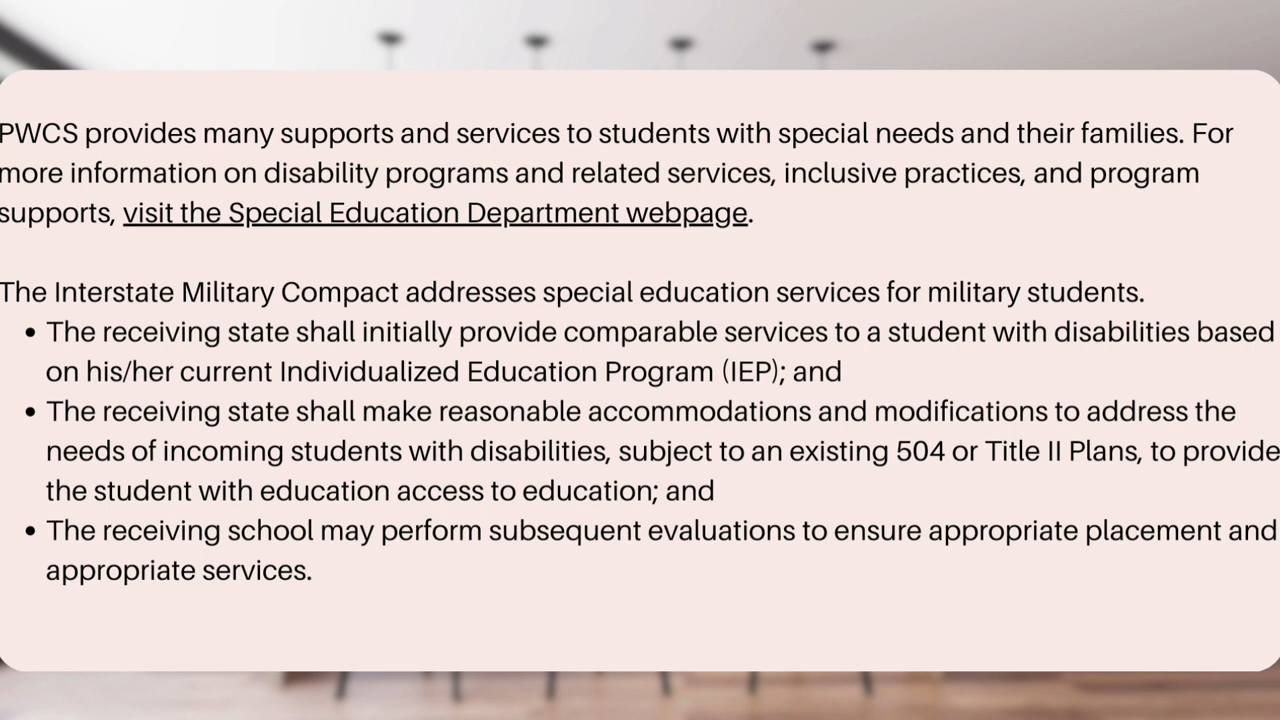 PWCS provides many supports and services to students with special needs and their families. For
more information on disability programs and related services, inclusive practices, and program
supports, visit the Special Education Department webpage.
The Interstate Military Compact addresses special education services for military students.
• The receiving state shall initially provide comparable services to a student with disabilities based
on his/her current Individualized Education Program (IEP); and
• The receiving state shall make reasonable accommodations and modifications to address the
needs of incoming students with disabilities, subject to an existing 504 or Title II Plans, to provide
the student with education access to education; and
• The receiving school may perform subsequent evaluations to ensure appropriate placement and
appropriate services.